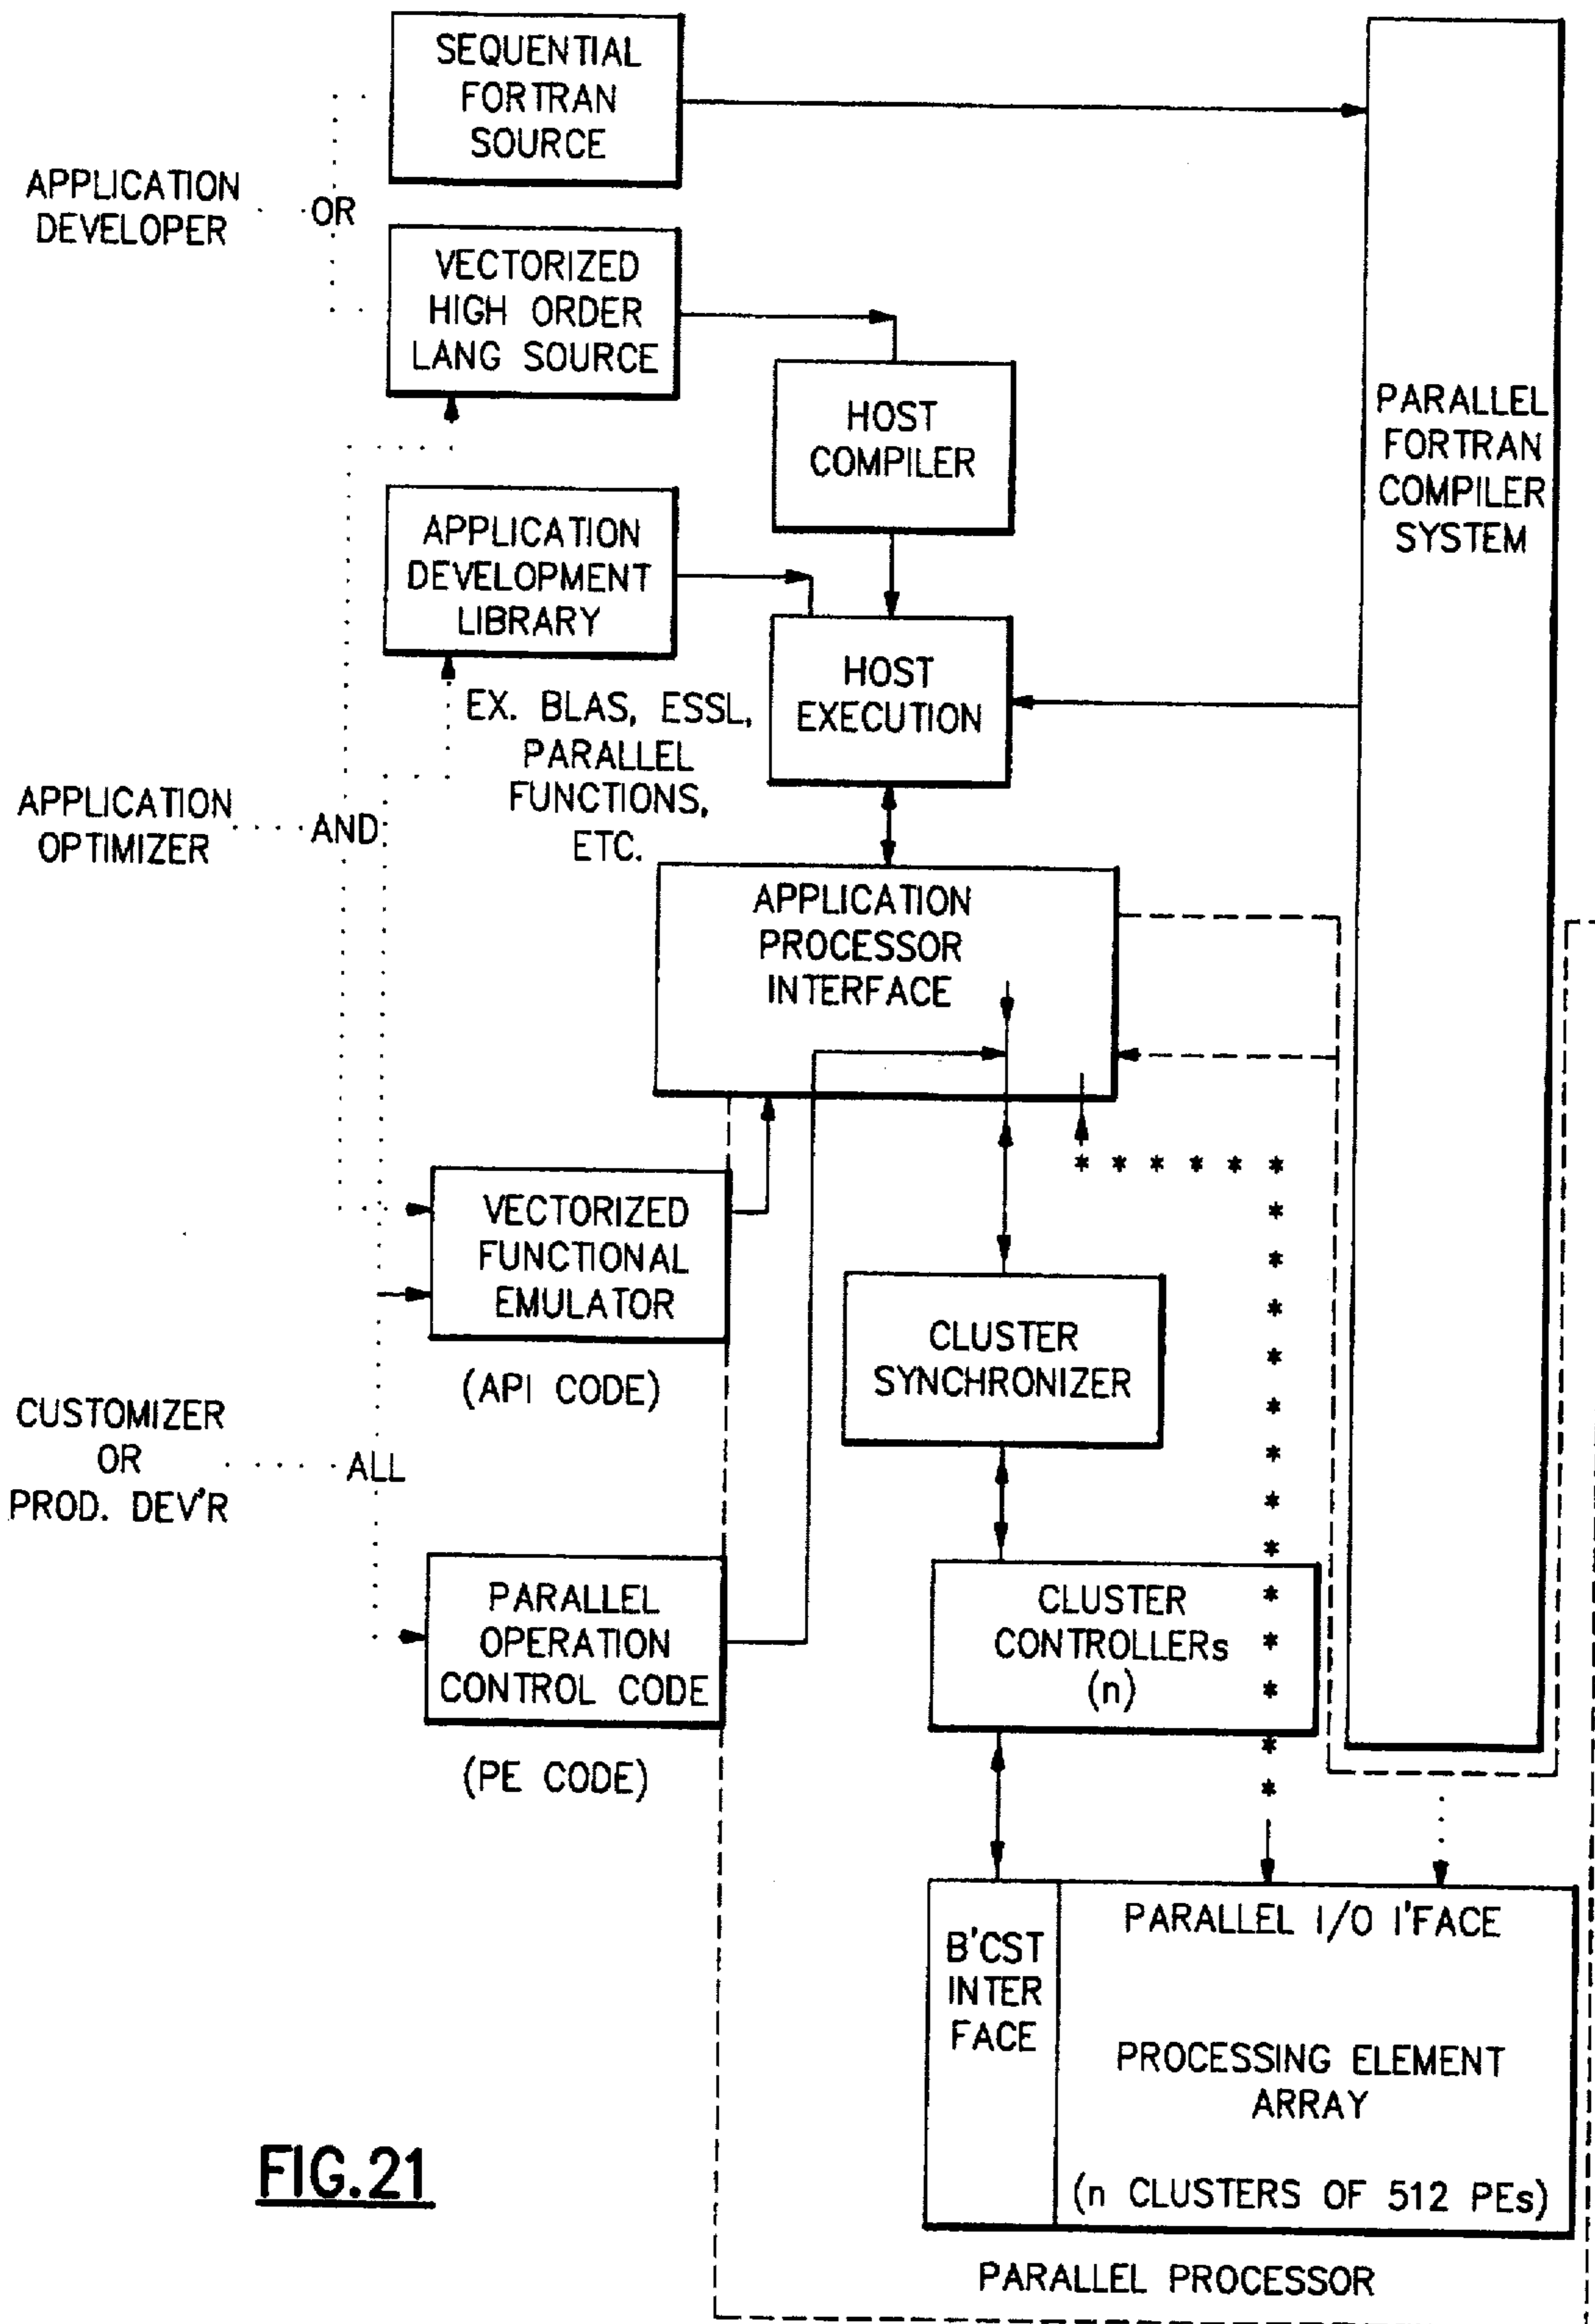 SEQUENTIAL
FORTRAN
SOURCE
APPLICATION
DEVELOPER
OR
VECTORIZED
HIGH ORDER
LANG SOURCE
HOST
COMPILER
PARALLEL
FORTRAN
COMPILER
SYSTEM
APPLICATION
DEVELOPMENT
LIBRARY
HOST
EXECUTION
EX. BLAS, ESSL,
PARALLEL
FUNCTIONS,
ETC.
APPLICATION
OPTIMIZER
AND
APPLICATION
PROCESSOR
INTERFACE
VECTORIZED
FUNCTIONAL
EMULATOR
(API CODE)
CLUSTER
SYNCHRONIZER
CUSTOMIZER
OR
PROD. DEV'R
ALL
PARALLEL
OPERATION
CONTROL CODE
(PE CODE)
CLUSTER
CONTROLLERs
(n)
B'CST
INTER
FACE
PARALLEL I/O I'FACE
PROCESSING ELEMENT
ARRAY
(n CLUSTERS OF 512 PEs)
PARALLEL PROCESSOR
FIG.21